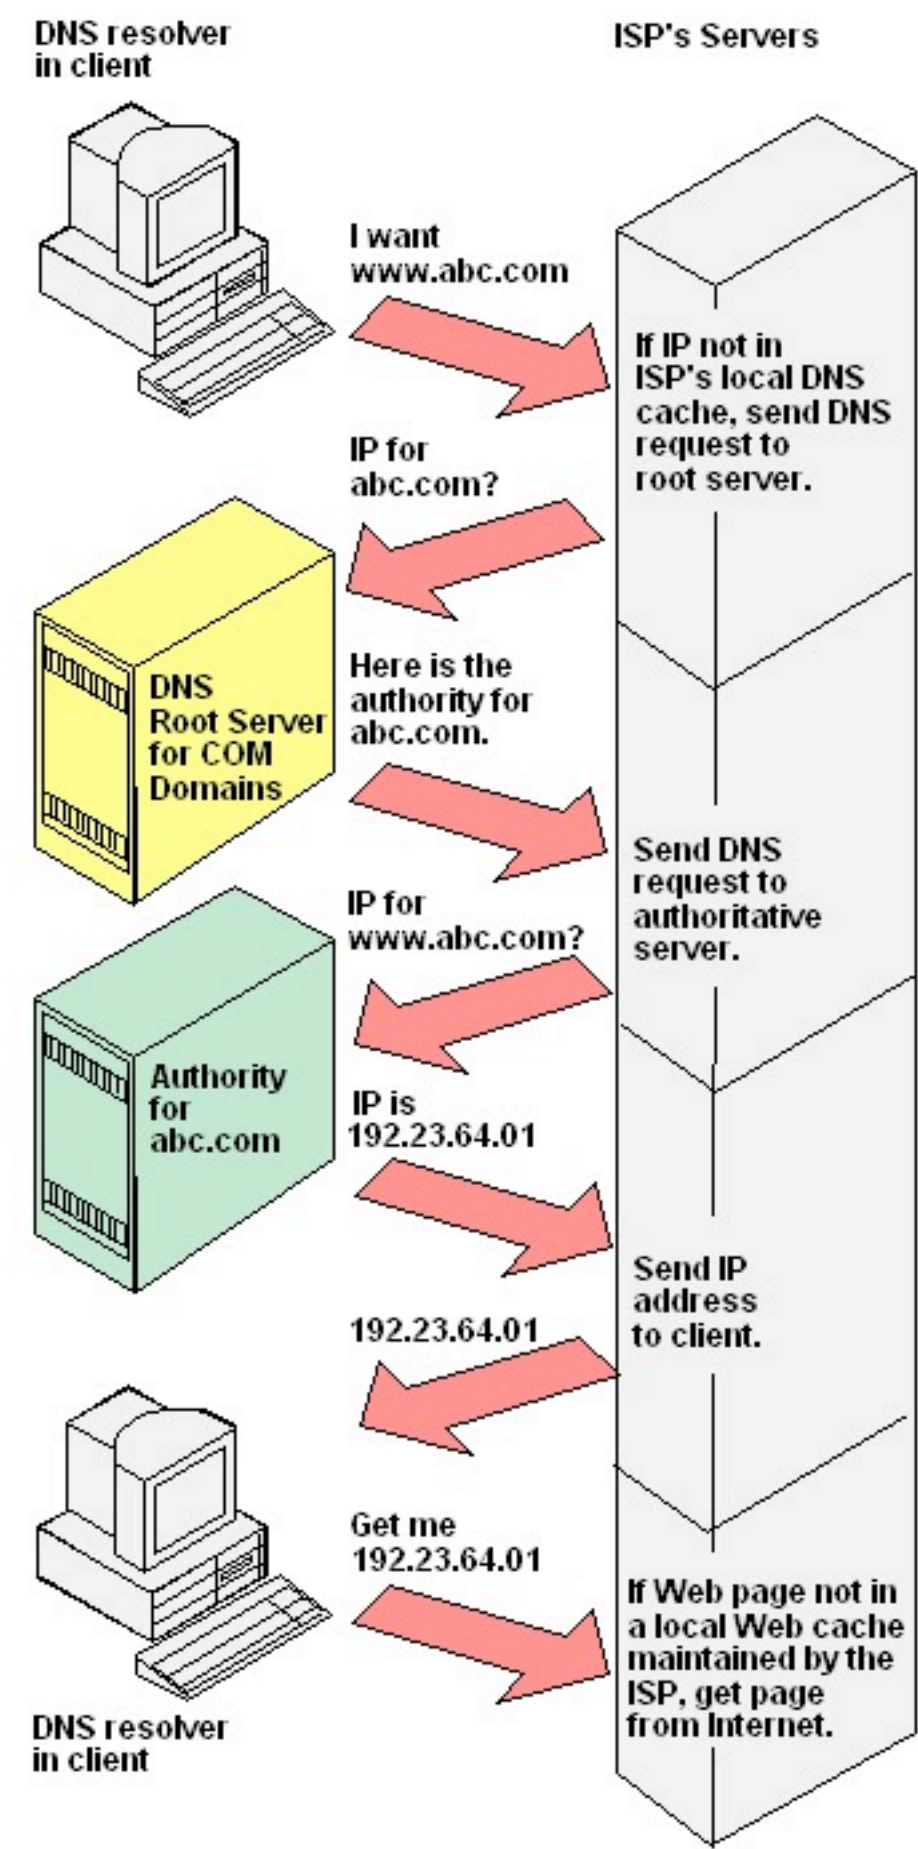 DNS resolver
in client
ISP's Servers
I want
www.abc.com
If IP not in
ISP's local DNS
cache, send DNS
request to
root server.
IP for
abc.com?
DNS
Root Server
for COM
Domains
Here is the
authority for
abc.com.
Send DNS
request to
authoritative
server.
IP for
www.abc.com?
Authority
for
abc.com
IP is
192.23.64.01
Send IP
address
to client.
192.23.64.01
Get me
192.23.64.01
If Web page not in
a local Web cache
maintained by the
ISP, get page
from Internet.
DNS resolver
in client